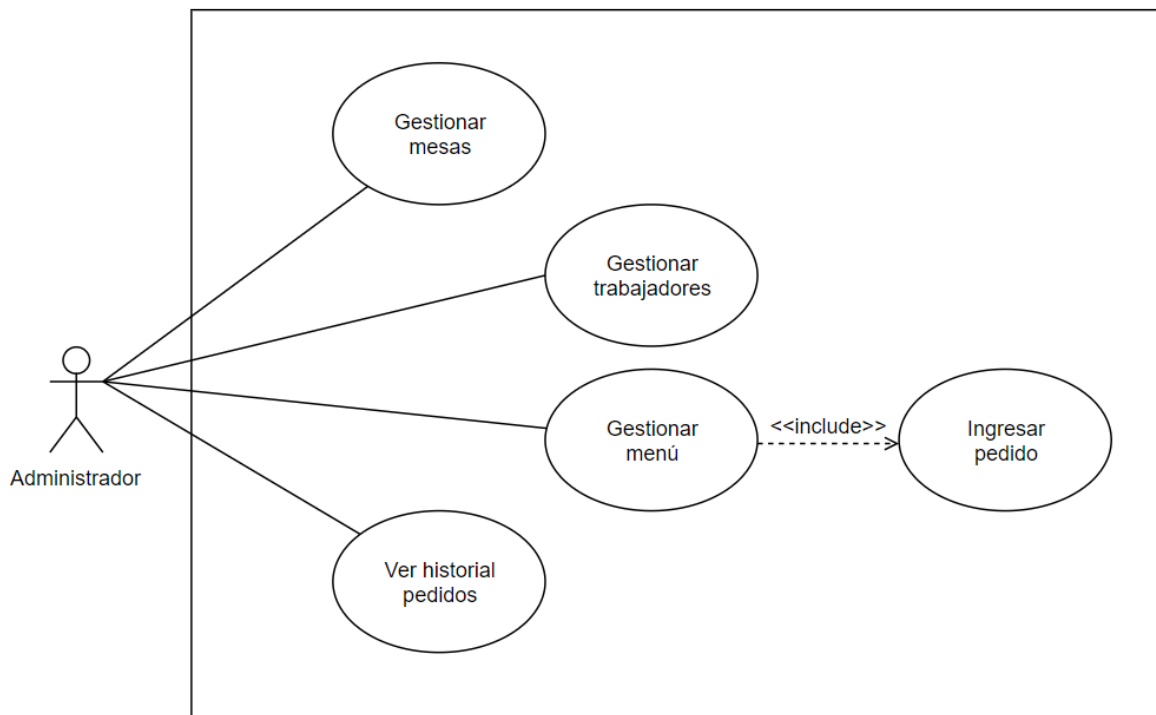 Gestionar
mesas
Gestionar
trabajadores
Gestionar
menú
<<include>>
Ingresar
pedido
Administrador
Ver historial
pedidos